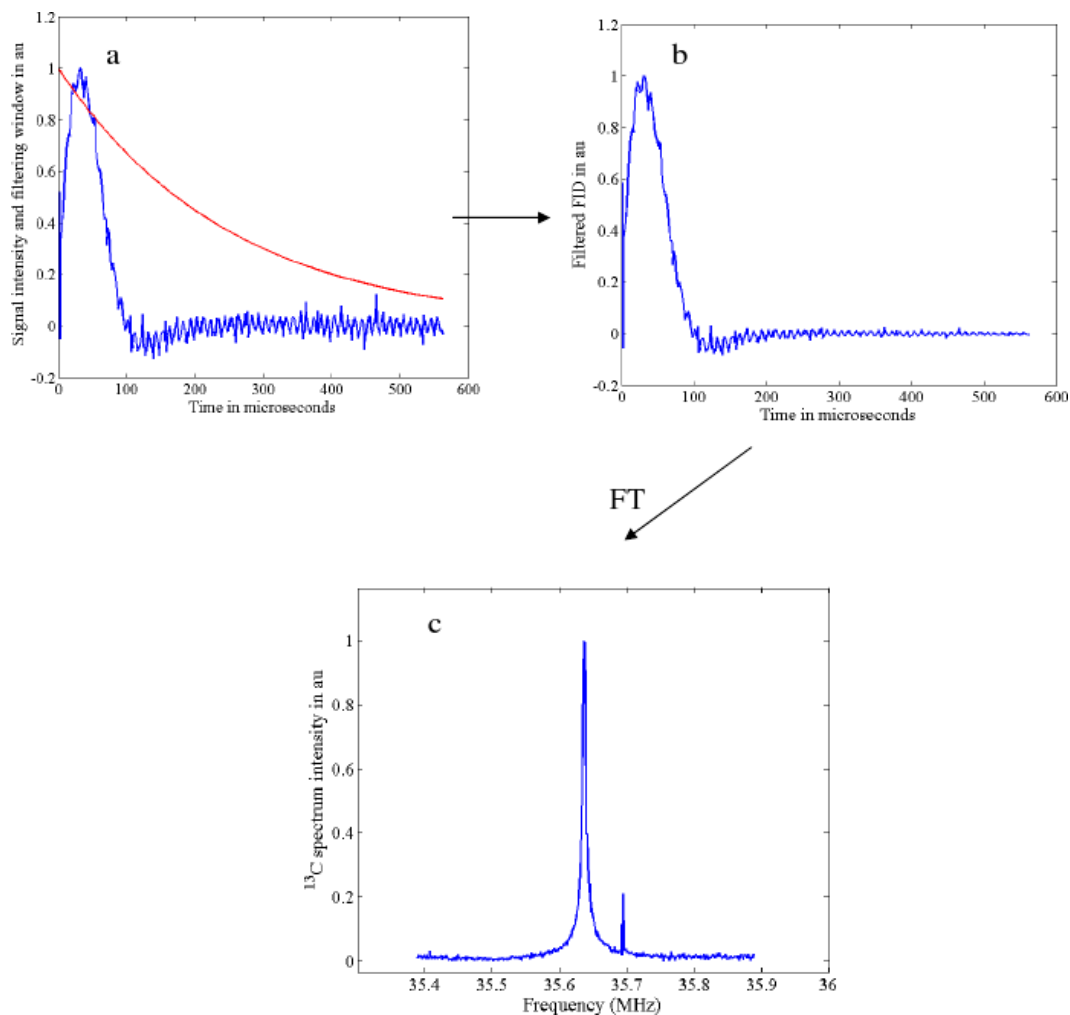 a
Signal intensity and filtering window in au
1.2
1
0.8
0.6
0.4
0.2
0
-0.2
0 100 200 300 400 500 600
Time in microseconds
b
Filtered FID in au
1.2
1
0.8
0.6
0.4
0.2
0
-0.2
0 100 200 300 400 500 600
Time in microseconds
FT
c
¹³C spectrum intensity in au
1
0.8
0.6
0.4
0.2
0
35.4 35.5 35.6 35.7 35.8 35.9 36
Frequency (MHz)